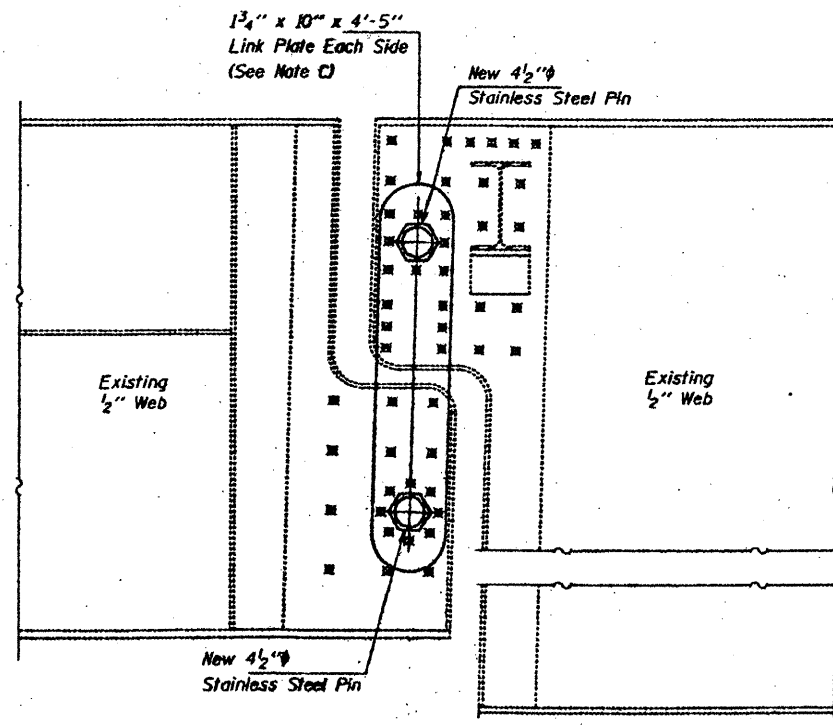 1¾" x 10" x 4'-5"
Link Plate Each Side
(See Note C)
New 4½"ϕ
Stainless Steel Pin
Existing
½" Web
Existing
½" Web
New 4½"ϕ
Stainless Steel Pin